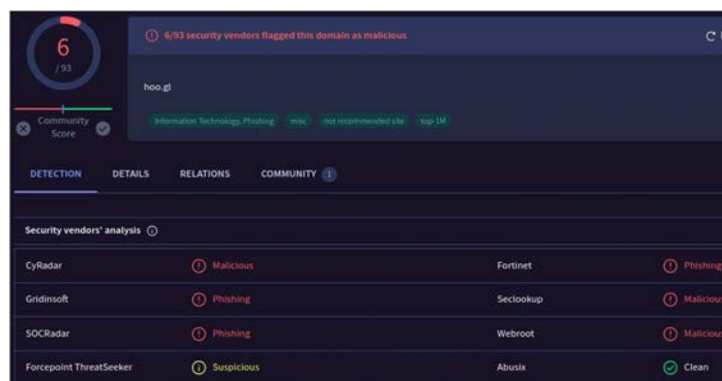 6
/ 93
6/93 security vendors flagged this domain as malicious
hoo.gl
Information Technology, Phishing misc not recommended site top-1M
Community
Score
DETECTION DETAILS RELATIONS COMMUNITY 1
Security vendors' analysis
CyRadar Malicious Fortinet Phishing
Gridinsoft Phishing Seclookup Malicious
SOCRadar Phishing Webroot Malicious
Forcepoint ThreatSeeker Suspicious Abusix Clean